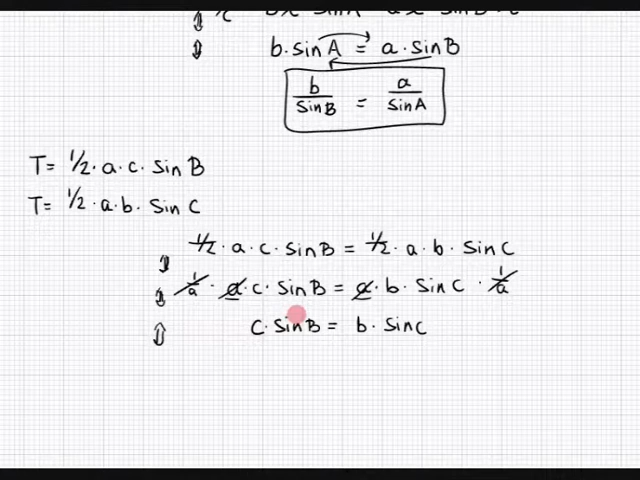 b · sin A = a · sin B
b/sin B = a/sin A
T = 1/2 · a · c · sin B
T = 1/2 · a · b · sin C
1/2 · a · c · sin B = 1/2 · a · b · sin C
⇕ 1/a · a · c · sin B = a · b · sin C · 1/a
⇕ c · sin B = b · sin C